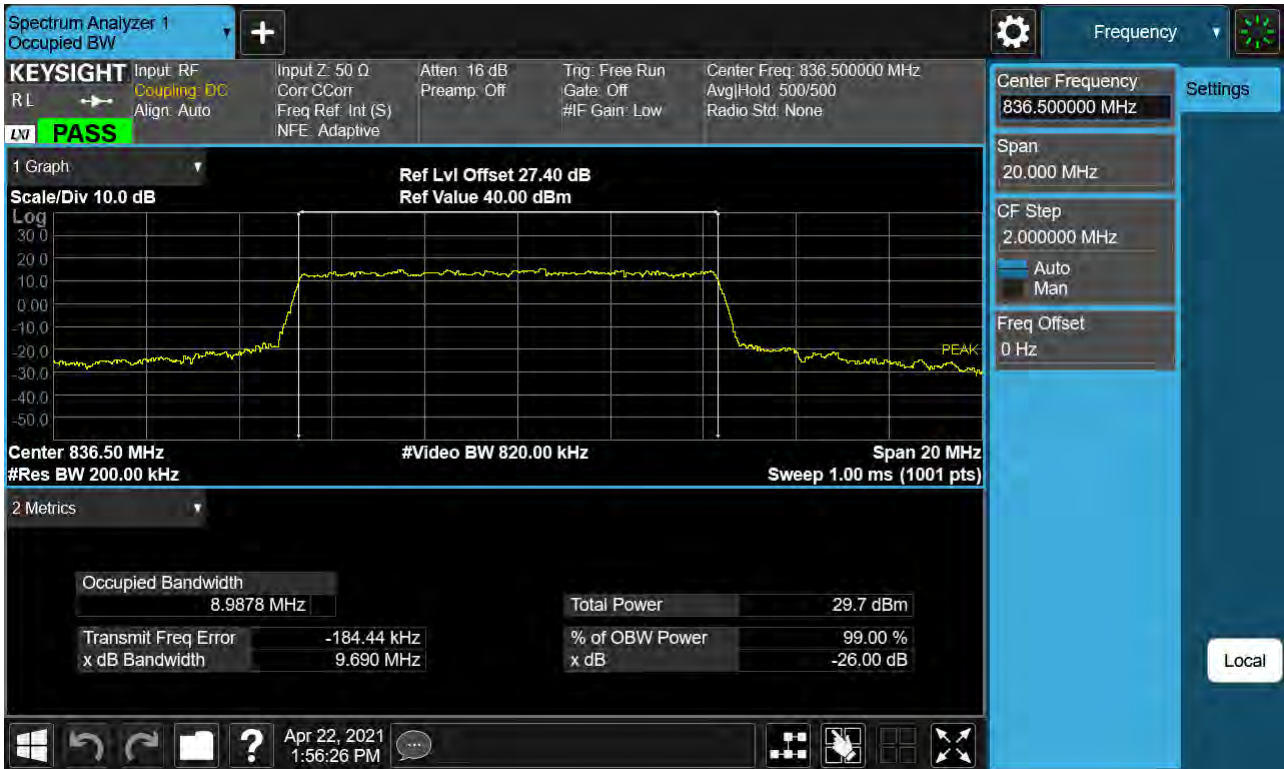 Spectrum Analyzer 1
Occupied BW
+
Frequency
KEYSIGHT
R L
LXI PASS
Input: RF
Coupling: DC
Align: Auto
Input Z: 50 Ω
Corr CCorr
Freq Ref: Int (S)
NFE: Adaptive
Atten: 16 dB
Preamp: Off
Trig: Free Run
Gate: Off
#IF Gain: Low
Center Freq: 836.500000 MHz
Avg|Hold: 500/500
Radio Std: None
1 Graph
Scale/Div 10.0 dB
Ref Lvl Offset 27.40 dB
Ref Value 40.00 dBm
Log
30.0
20.0
10.0
0.00
-10.0
-20.0
-30.0
-40.0
-50.0
PEAK
Center 836.50 MHz
#Res BW 200.00 kHz
#Video BW 820.00 kHz
Span 20 MHz
Sweep 1.00 ms (1001 pts)
2 Metrics
Occupied Bandwidth
8.9878 MHz
Transmit Freq Error -184.44 kHz
x dB Bandwidth 9.690 MHz
Total Power 29.7 dBm
% of OBW Power 99.00 %
x dB -26.00 dB
Center Frequency
836.500000 MHz
Span
20.000 MHz
CF Step
2.000000 MHz
Auto
Man
Freq Offset
0 Hz
Settings
Local
?
Apr 22, 2021
1:56:26 PM